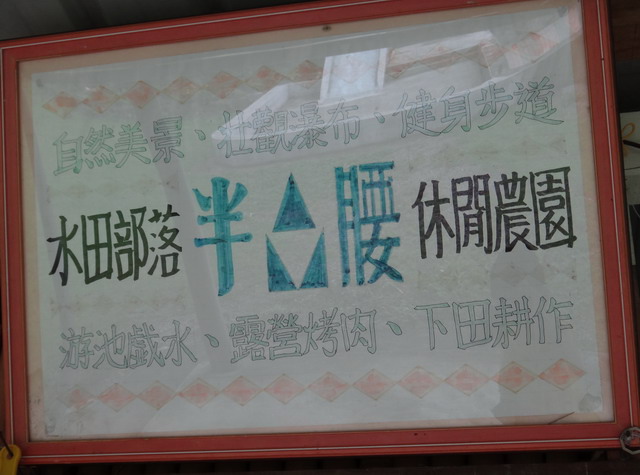 自然美景、壯觀瀑布、健身步道
水田部落 半山腰 休閒農園
游池戲水、露營烤肉、下田耕作